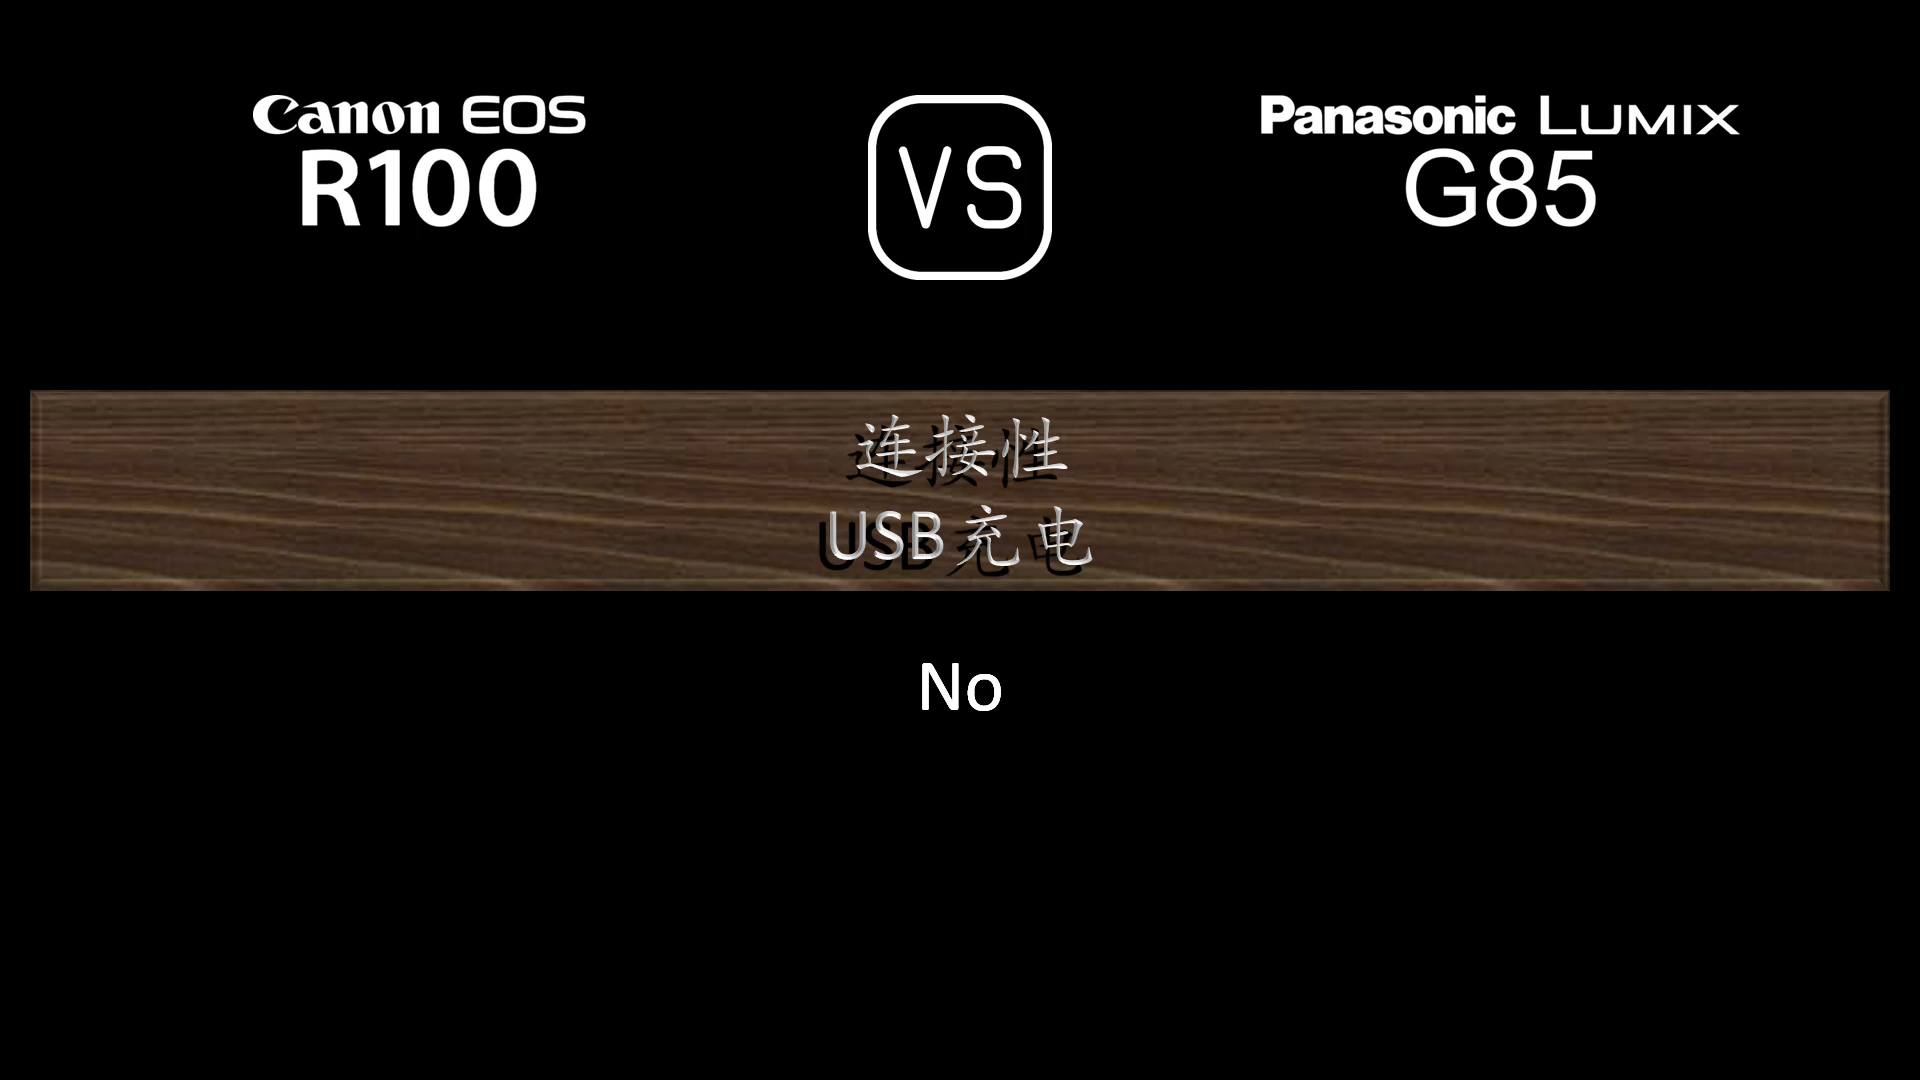 Canon EOS
R100
VS
Panasonic LUMIX
G85
连接性
USB充电
No